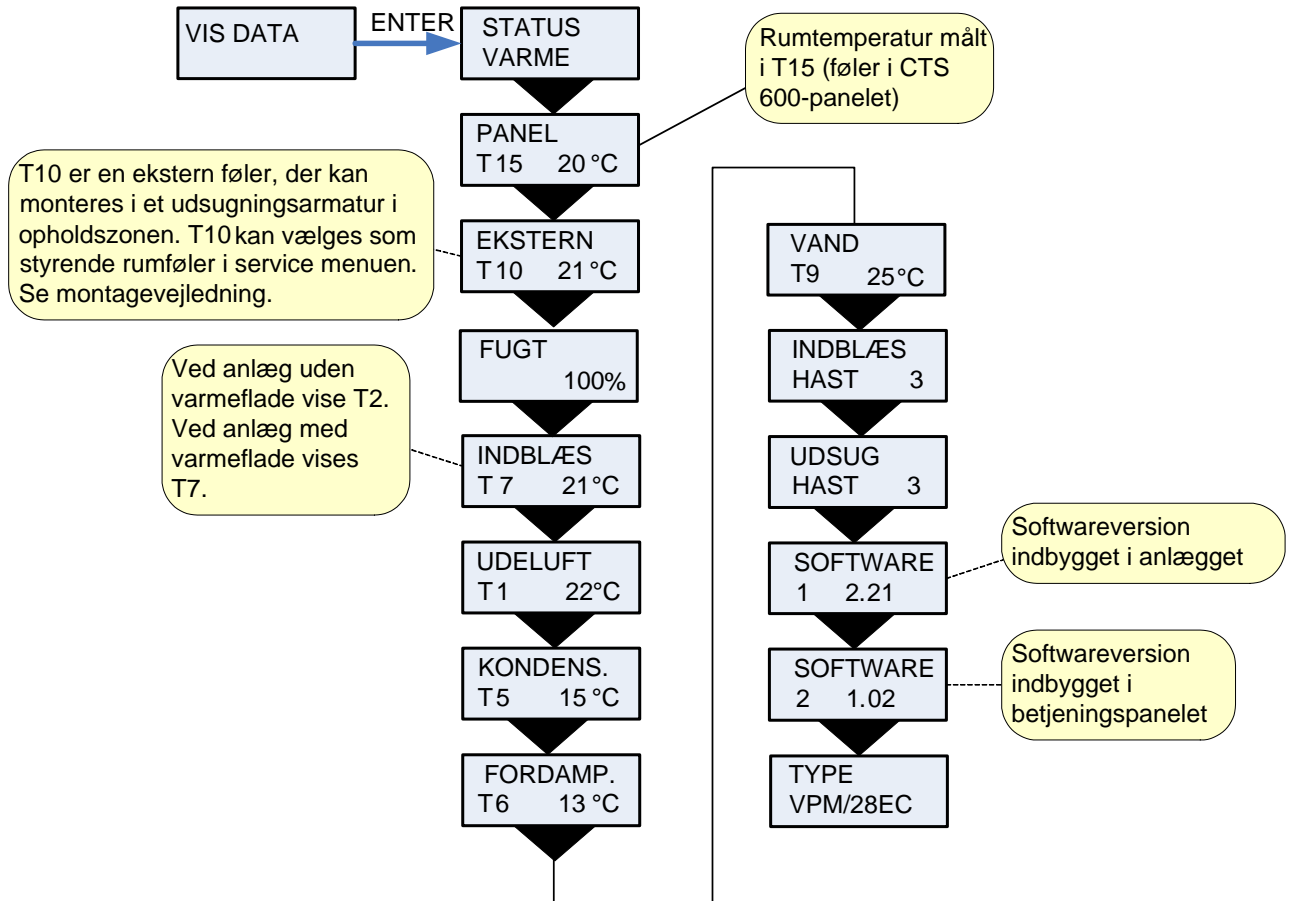 VIS DATA
ENTER
STATUS
VARME
Rumtemperatur målt
i T15 (føler i CTS
600-panelet)
PANEL
T15 20°C
T10 er en ekstern føler, der kan
monteres i et udsugningsarmatur i
opholdszonen. T10 kan vælges som
styrende rumføler i service menuen.
Se montagevejledning.
EKSTERN
T10 21°C
FUGT
100%
Ved anlæg uden
varmeflade vise T2.
Ved anlæg med
varmeflade vises
T7.
INDBLÆS
T7 21°C
UDELUFT
T1 22°C
KONDENS.
T5 15°C
FORDAMP.
T6 13°C
VAND
T9 25°C
INDBLÆS
HAST 3
UDSUG
HAST 3
SOFTWARE
1 2.21
Softwareversion
indbygget i anlægget
SOFTWARE
2 1.02
Softwareversion
indbygget i
betjeningspanelet
TYPE
VPM/28EC